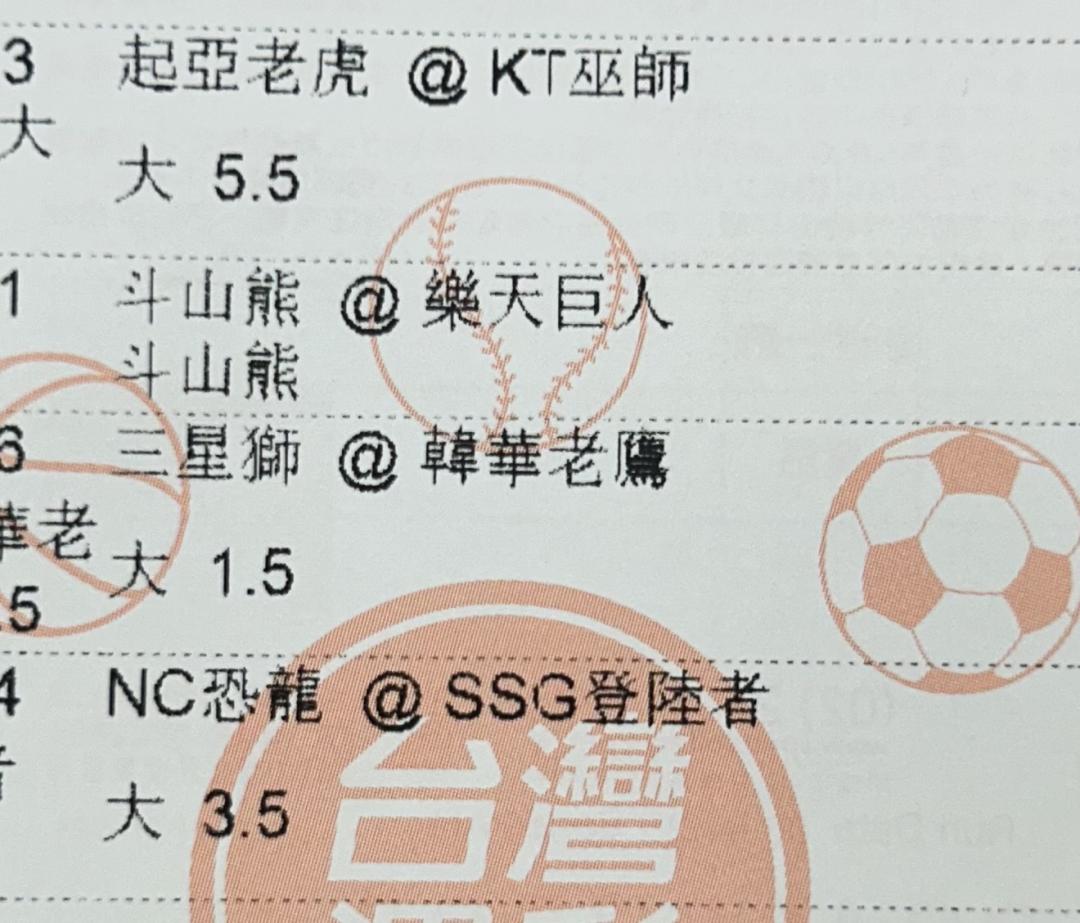 3 起亞老虎 @ KT巫師
大
大 5.5
1 斗山熊 @ 樂天巨人
斗山熊
6 三星獅 @ 韓華老鷹
華老
大 1.5
.5
4 NC恐龍 @ SSG登陸者
大 3.5
台灣